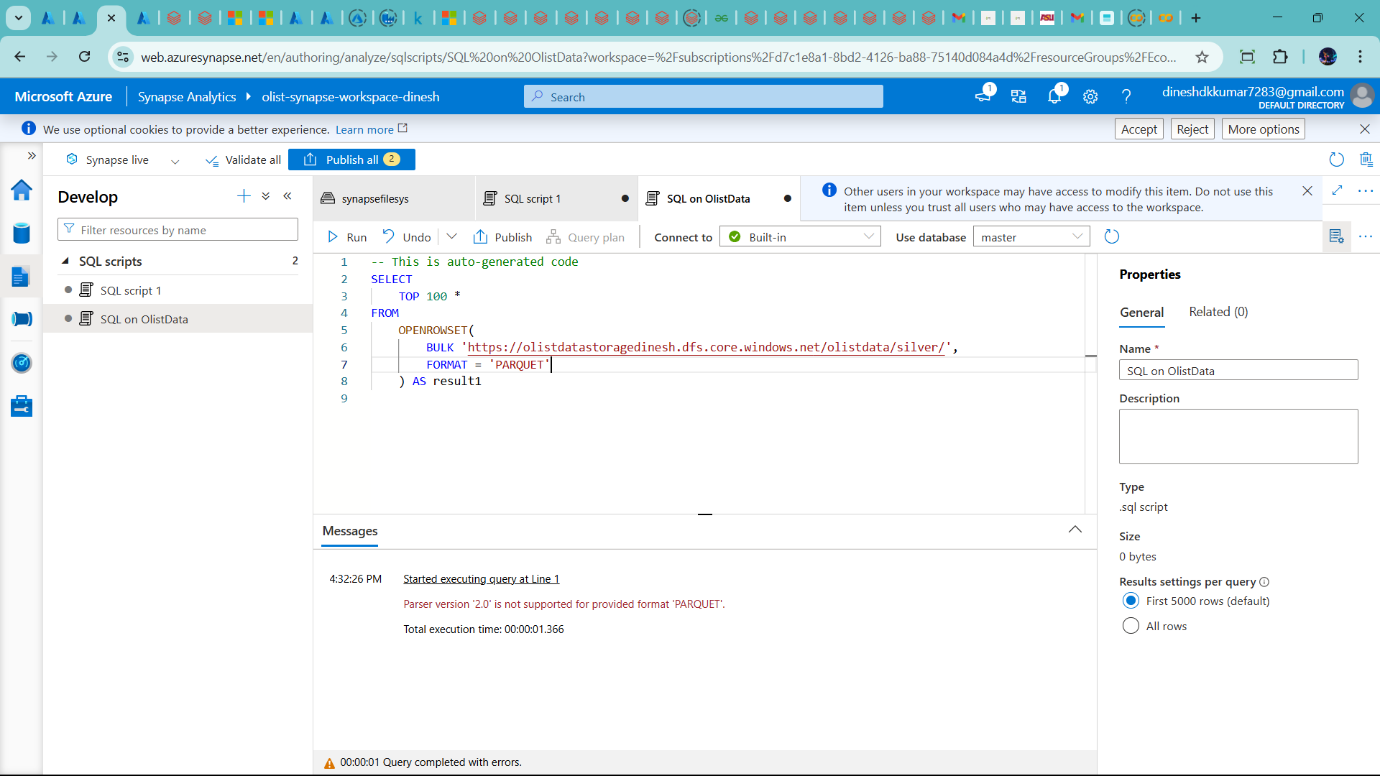 web.azuresynapse.net/en/authoring/analyze/sqlscripts/SQL%20on%20OlistData?workspace=%2Fsubscriptions%2Fd7c1e8a1-8bd2-4126-ba88-75140d084a4d%2FresourceGroups%2FEco...
Microsoft Azure
Synapse Analytics
olist-synapse-workspace-dinesh
Search
1
1
dineshdkkumar7283@gmail.com
DEFAULT DIRECTORY
We use optional cookies to provide a better experience. Learn more
Accept
Reject
More options
Synapse live
Validate all
Publish all 2
Develop
Filter resources by name
SQL scripts 2
SQL script 1
SQL on OlistData
synapsefilesys
SQL script 1
SQL on OlistData
Other users in your workspace may have access to modify this item. Do not use this
item unless you trust all users who may have access to the workspace.
Run
Undo
Publish
Query plan
Connect to
Built-in
Use database
master
1 -- This is auto-generated code
2 SELECT
3 TOP 100 *
4 FROM
5 OPENROWSET(
6 BULK 'https://olistdatastoragedinesh.dfs.core.windows.net/olistdata/silver/',
7 FORMAT = 'PARQUET'
8 ) AS result1
9
Messages
4:32:26 PM Started executing query at Line 1
Parser version '2.0' is not supported for provided format 'PARQUET'.
Total execution time: 00:00:01.366
00:00:01 Query completed with errors.
Properties
General
Related (0)
Name *
SQL on OlistData
Description
Type
.sql script
Size
0 bytes
Results settings per query
First 5000 rows (default)
All rows